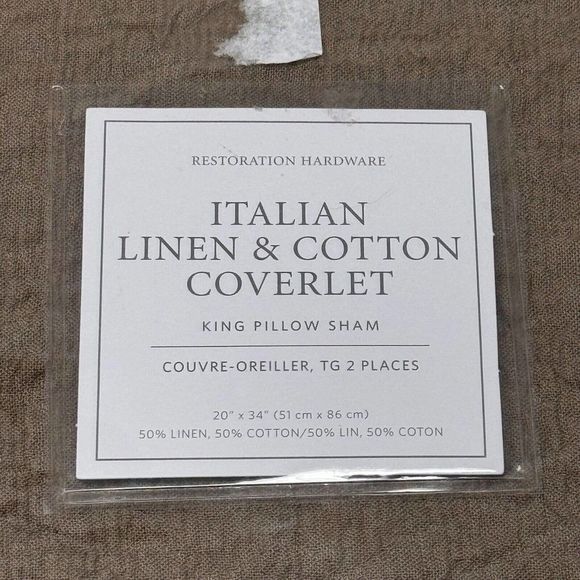 RESTORATION HARDWARE
ITALIAN
LINEN & COTTON
COVERLET
KING PILLOW SHAM
COUVRE-OREILLER, TG 2 PLACES
20" x 34" (51 cm x 86 cm)
50% LINEN, 50% COTTON/50% LIN, 50% COTON